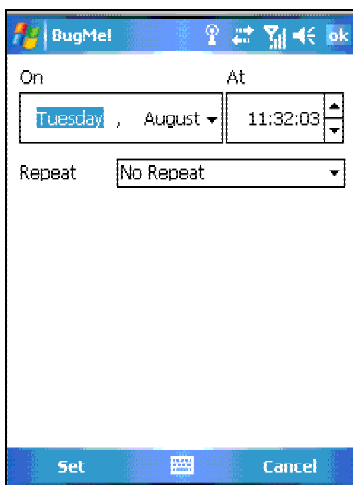 BugMe! ok
On At
Tuesday , August 11:32:03
Repeat No Repeat
Set Cancel